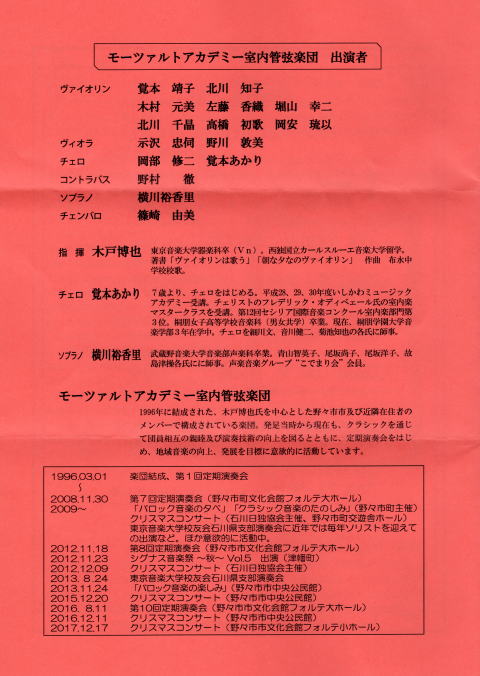 モーツァルトアカデミー室内管弦楽団　出演者
ヴァイオリン　覚本　靖子　北川　知子
木村　元美　左藤　香織　堀山　幸二
北川　千晶　高橋　初歌　岡安　琉以
ヴィオラ　示沢　忠伺　野川　敦美
チェロ　岡部　修二　覚本あかり
コントラバス　野村　徹
ソプラノ　横川裕香里
チェンバロ　篠崎　由美
指　揮　木戸博也　東京音楽大学器楽科卒（Ｖｎ）。西独国立カールスルーエ音楽大学留学。
著書「ヴァイオリンは歌う」「朝な夕なのヴァイオリン」　作曲　布水中
学校校歌。
チェロ　覚本あかり　７歳より、チェロをはじめる。平成28、29、30年度いしかわミュージック
アカデミー受講。チェリストのフレデリック・オディベェール氏の室内楽
マスタークラスを受講。第12回セシリア国際音楽コンクール室内楽部門第
３位。桐朋女子高等学校音楽科（男女共学）卒業。現在、桐朋学園大学音
楽学部３年在学中。チェロを細川文、音川健二、菊池知也の各氏に師事。
ソプラノ　横川裕香里　武蔵野音楽大学音楽部声楽科卒業。青山智英子、尾坂尚子、尾坂洋子、故
島津操各氏にに師事。声楽音楽グループ“こでまり会”会員。
モーツァルトアカデミー室内管弦楽団
1996年に結成された、木戸博也氏を中心とした野々市市及び近隣在住者の
メンバーで構成されている楽団。発足当時から現在も、クラシックを通じ
て団員相互の親睦及び演奏技術の向上を図るとともに、定期演奏会をはじ
め、地域音楽の向上、発展を目標に意欲的に活動しています。
1996.03.01　楽団結成、第１回定期演奏会
～
2008.11.30　第７回定期演奏会（野々市町文化会館フォルテ大ホール）
2009～　「バロック音楽の夕べ」「クラシック音楽のたのしみ」（野々市町主催）
クリスマスコンサート（石川日独協会主催、野々市町交遊舎ホール）
東京音楽大学校友会石川県支部演奏会に近年では毎年ソリストを迎えて
の出演など。ほか意欲的に活動中。
2012.11.18　第8回定期演奏会（野々市市文化会館フォルテ大ホール）
2012.11.23　シグナス音楽祭 ～秋～ Vol.5　出演（津幡町）
2012.12.09　クリスマスコンサート（石川日独協会主催）
2013. 8.24　東京音楽大学校友会石川県支部演奏会
2013.11.24　「バロック音楽の楽しみ」（野々市市中央公民館）
2015.12.20　クリスマスコンサート（野々市市中央公民館）
2016. 8.11　第10回定期演奏会（野々市市文化会館フォルテ大ホール）
2016.12.11　クリスマスコンサート（野々市市中央公民館）
2017.12.17　クリスマスコンサート（野々市市文化会館フォルテ小ホール）